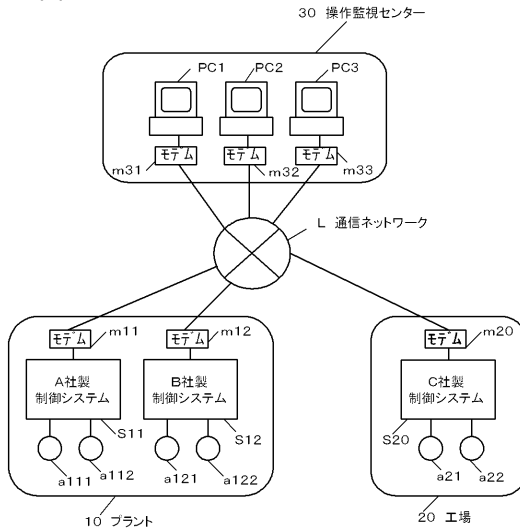 30 操作監視センター
PC1
PC2
PC3
モデム
モデム
モデム
m31
m32
m33
L 通信ネットワーク
モデム
m11
モデム
m12
モデム
m20
A社製
制御システム
B社製
制御システム
C社製
制御システム
S11
S12
S20
a111
a112
a121
a122
a21
a22
10 プラント
20 工場